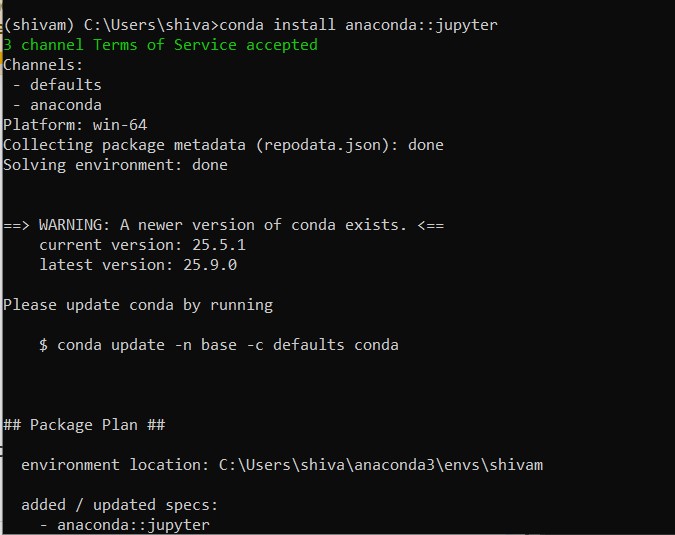 (shivam) C:\Users\shiva>conda install anaconda::jupyter
3 channel Terms of Service accepted
Channels:
 - defaults
 - anaconda
Platform: win-64
Collecting package metadata (repodata.json): done
Solving environment: done
==> WARNING: A newer version of conda exists. <==
    current version: 25.5.1
    latest version: 25.9.0
Please update conda by running
    $ conda update -n base -c defaults conda
## Package Plan ##
  environment location: C:\Users\shiva\anaconda3\envs\shivam
  added / updated specs:
    - anaconda::jupyter